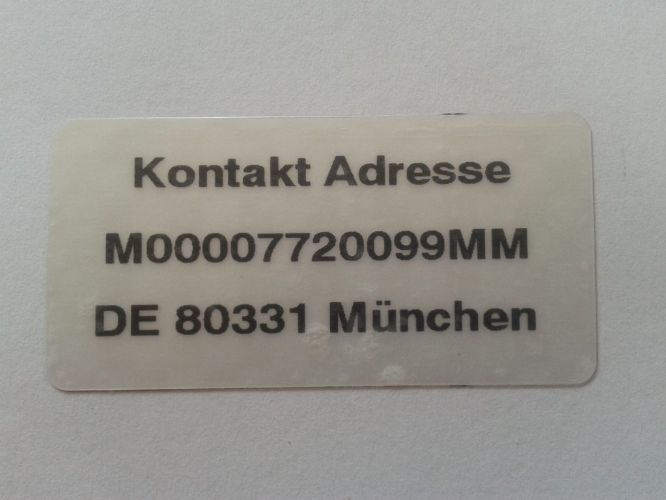 Kontakt Adresse
M00007720099MM
DE 80331 München